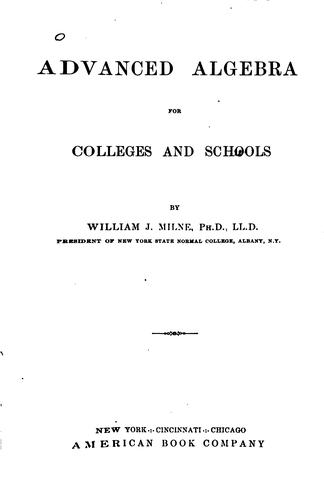 ADVANCED ALGEBRA
FOR
COLLEGES AND SCHOOLS
BY
WILLIAM J. MILNE, PH.D., LL.D.
PRESIDENT OF NEW YORK STATE NORMAL COLLEGE, ALBANY, N.Y.
NEW YORK ·:· CINCINNATI ·:· CHICAGO
AMERICAN BOOK COMPANY